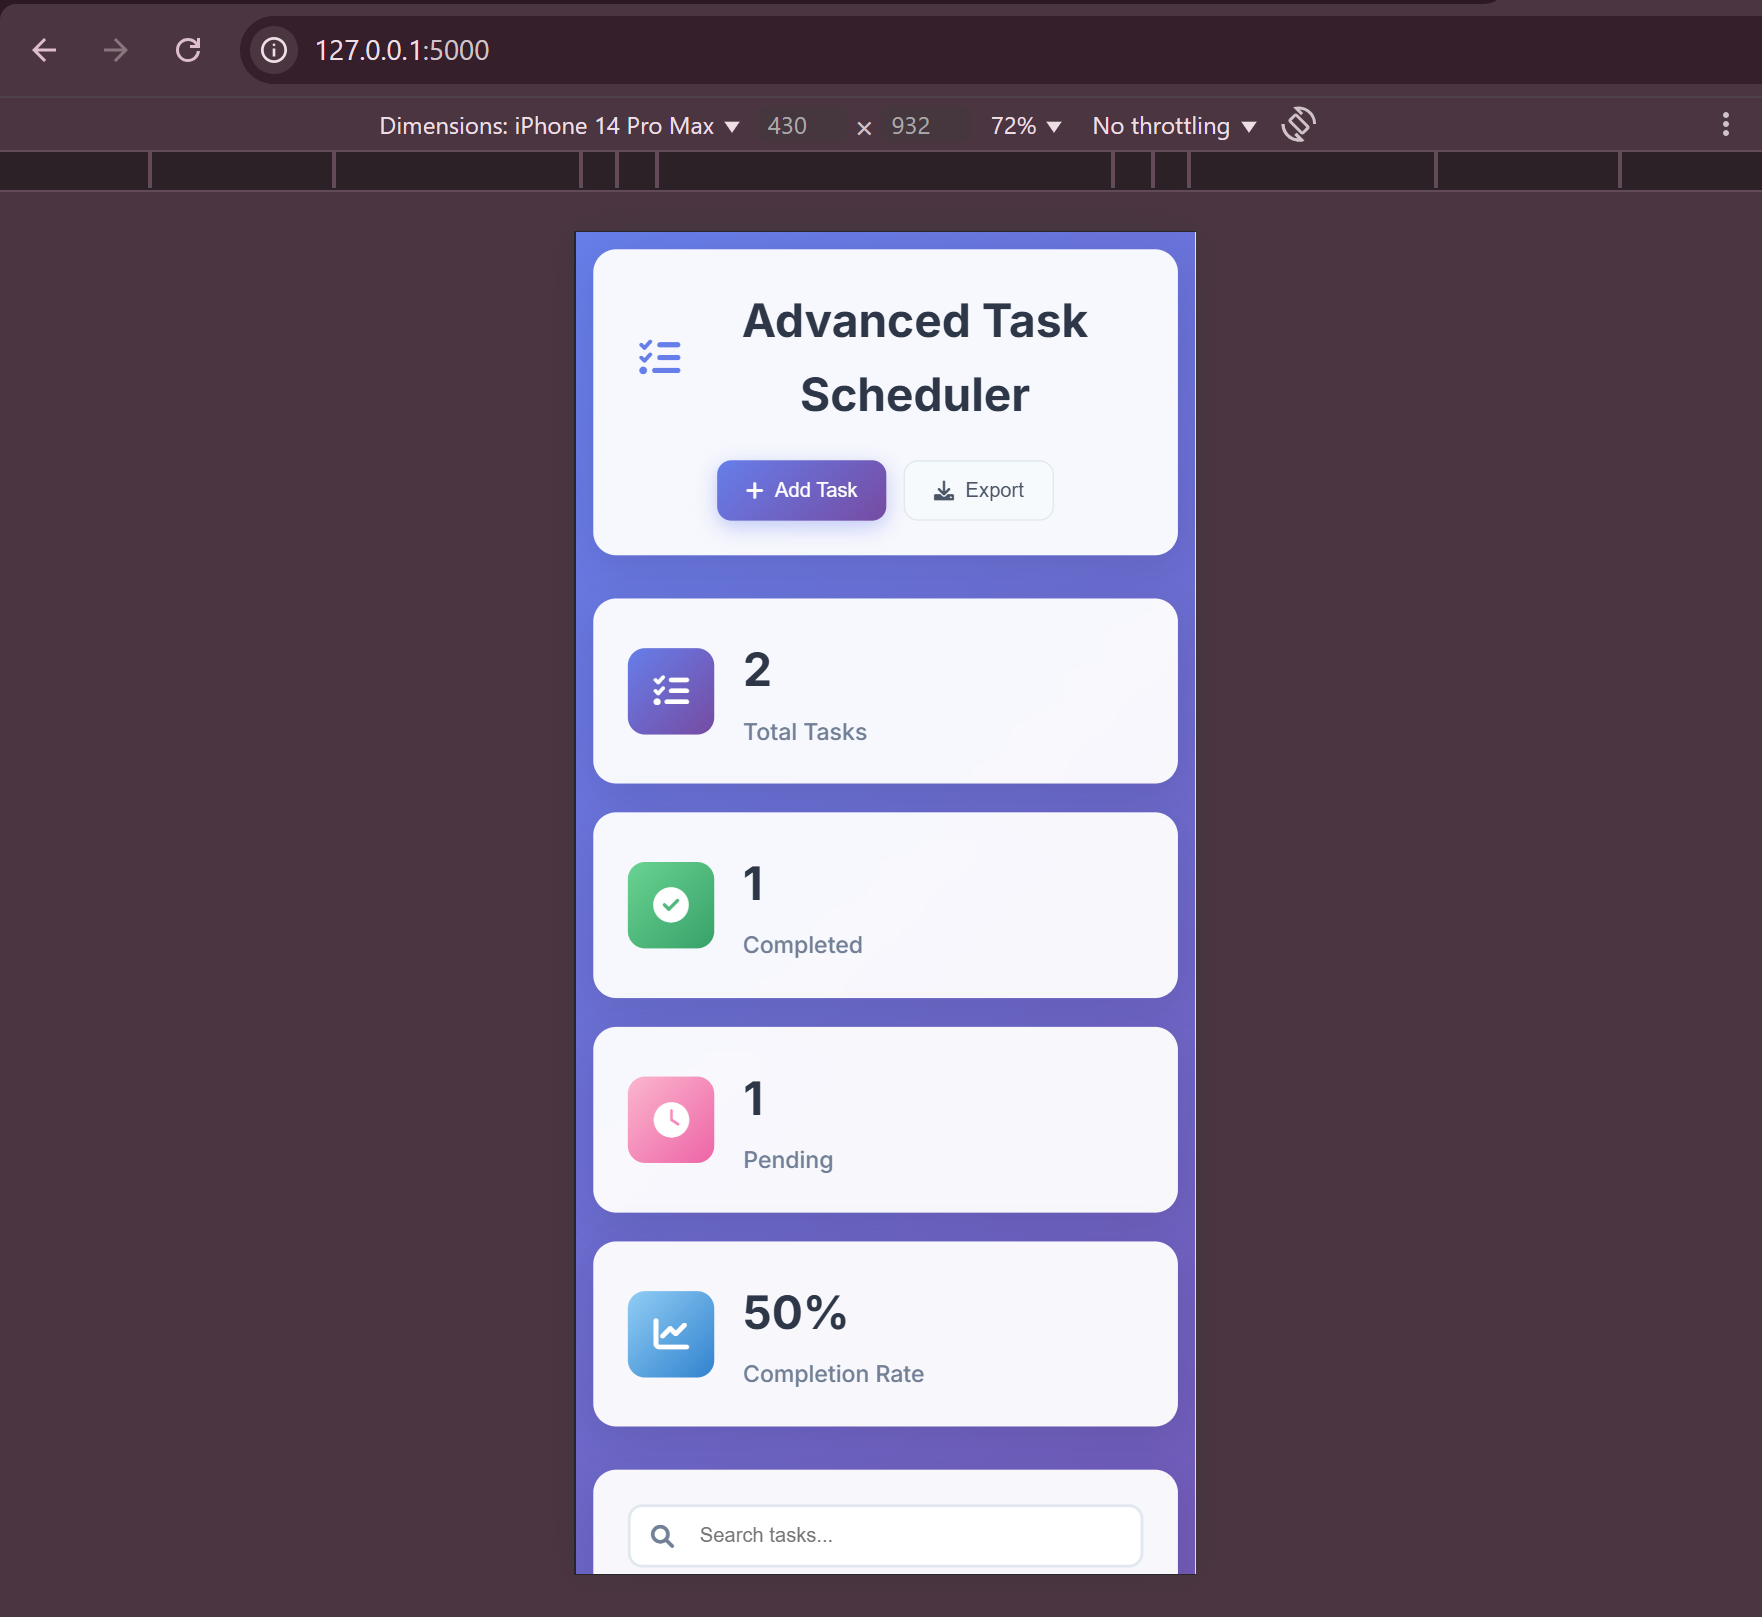 127.0.0.1:5000
Dimensions: iPhone 14 Pro Max 430 × 932 72% No throttling
Advanced Task
Scheduler
Add Task Export
2
Total Tasks
1
Completed
1
Pending
50%
Completion Rate
Search tasks...